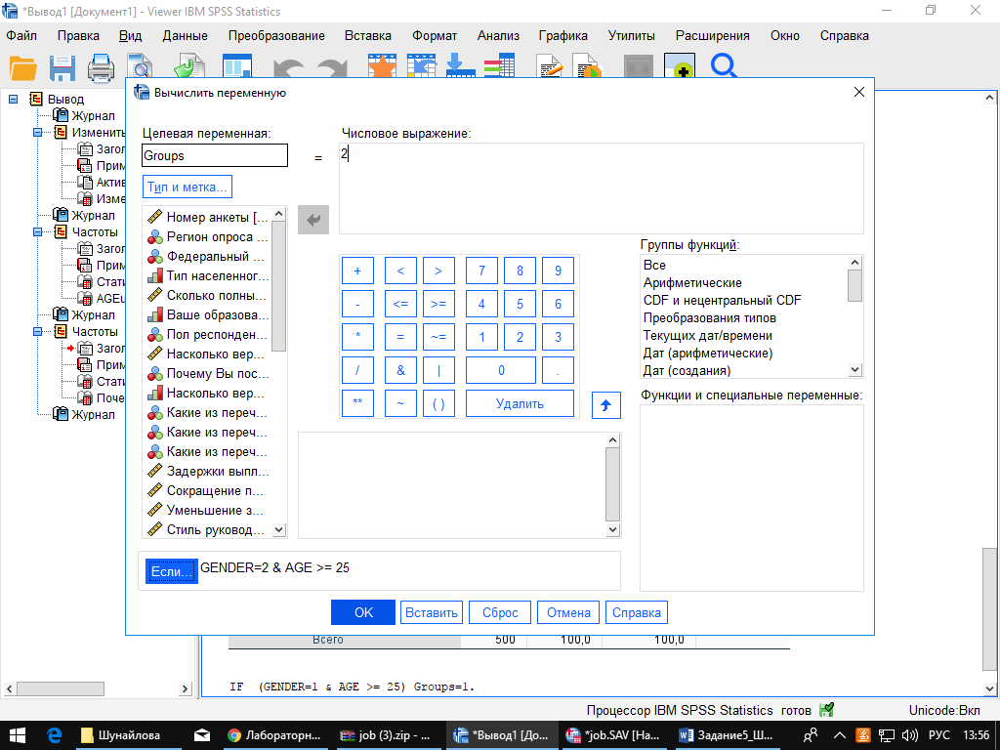 *Вывод1 [Документ1] - Viewer IBM SPSS Statistics
Файл Правка Вид Данные Преобразование Вставка Формат Анализ Графика Утилиты Расширения Окно Справка
Вывод
Журнал
Изменить
Загол
Прим
Актив
Изме
Журнал
Частоты
Загол
Прим
Стати
AGEu
Журнал
Частоты
Загол
Прим
Стати
Поче
Журнал
Вычислить переменную
Целевая переменная:
Groups
=
Числовое выражение:
2
Тип и метка...
Номер анкеты [...
Регион опроса ...
Федеральный ...
Тип населенног...
Сколько полны...
Ваше образова...
Пол респонден...
Насколько вер...
Почему Вы пос...
Насколько вер...
Какие из переч...
Какие из переч...
Какие из переч...
Задержки выпл...
Сокращение п...
Уменьшение з...
Стиль руковод...
+ < > 7 8 9
- <= >= 4 5 6
* = ~= 1 2 3
/ & | 0 .
** ~ ( ) Удалить
Группы функций:
Все
Арифметические
CDF и нецентральный CDF
Преобразования типов
Текущих дат/времени
Дат (арифметические)
Дат (создания)
Функции и специальные переменные:
Если... GENDER=2 & AGE >= 25
OK Вставить Сброс Отмена Справка
Всего 500 100,0 100,0
IF (GENDER=1 & AGE >= 25) Groups=1.
Процессор IBM SPSS Statistics готов Unicode:Вкл
Шунайлова Лабораторн... job (3).zip - ... *Вывод1 [До... *job.SAV [На... Задание5_Ш... РУС 13:56